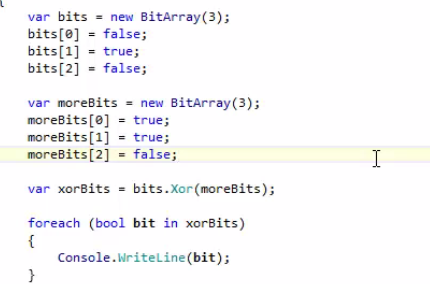 {
var bits = new BitArray(3);
bits[0] = false;
bits[1] = true;
bits[2] = false;
var moreBits = new BitArray(3);
moreBits[0] = true;
moreBits[1] = true;
moreBits[2] = false;
var xorBits = bits.Xor(moreBits);
foreach (bool bit in xorBits)
{
Console.WriteLine(bit);
}